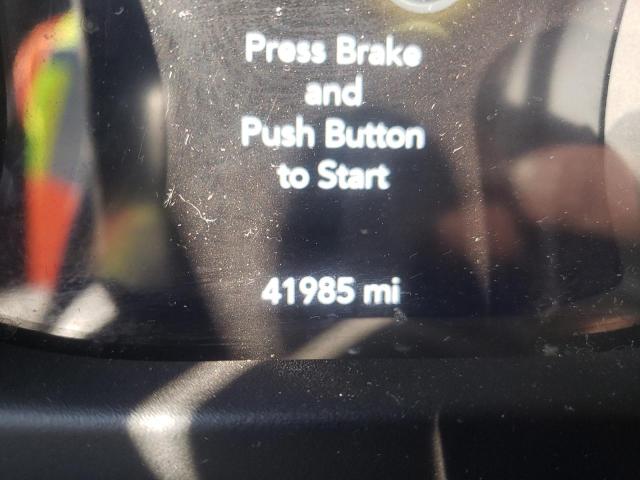 Press Brake
and
Push Button
to Start
41985 mi